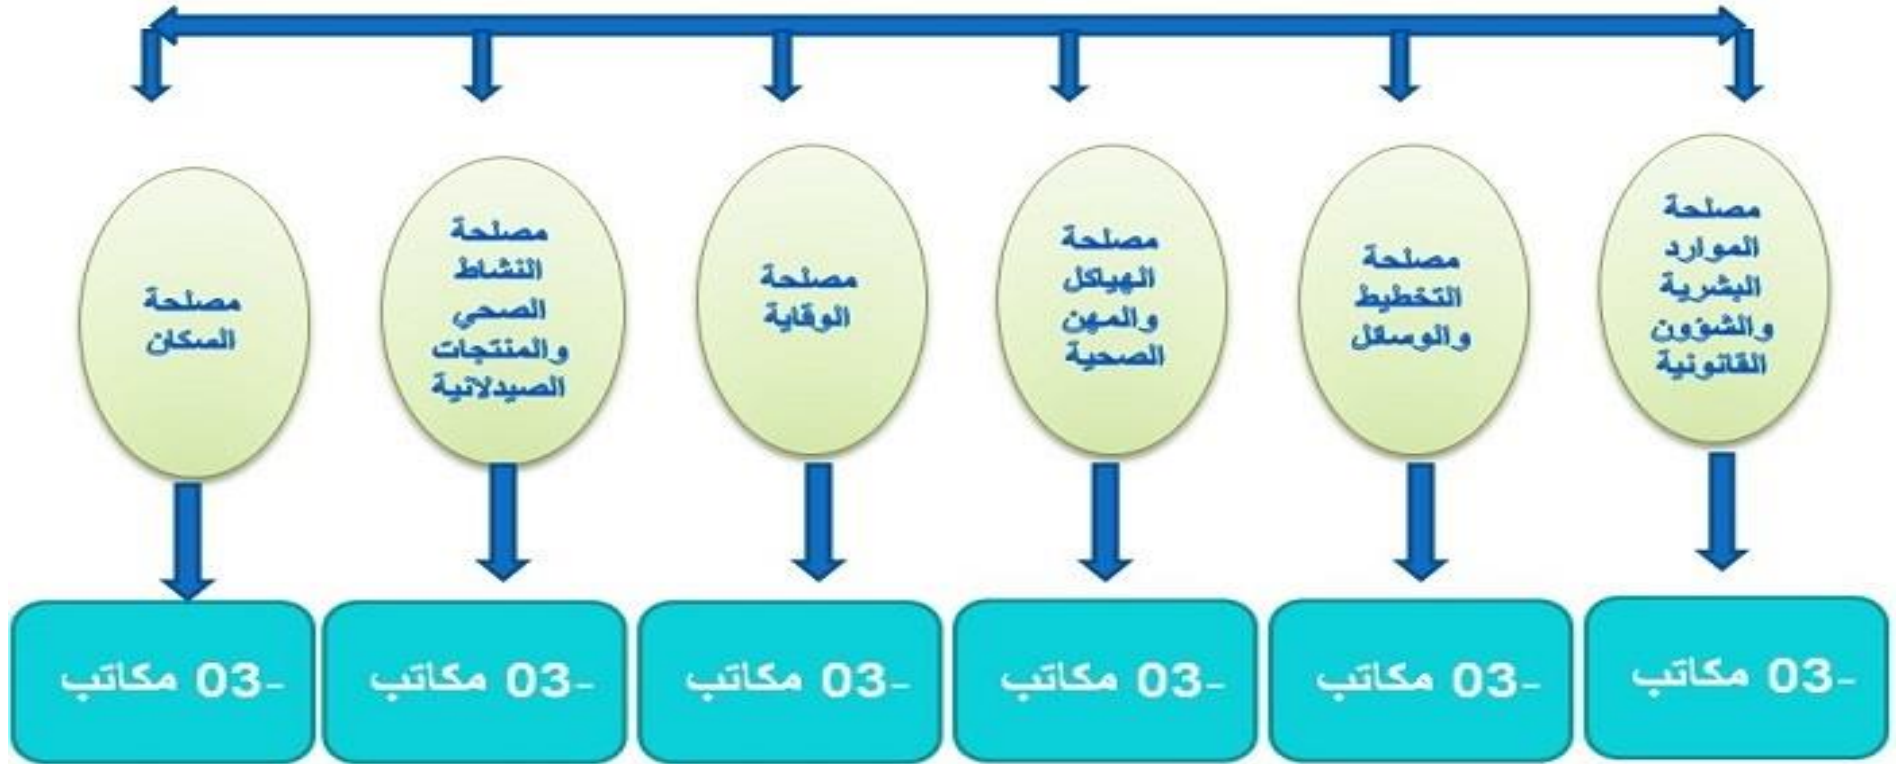 مصلحة
الموارد
البشرية
والشؤون
القانونية
مصلحة
التخطيط
والوسائل
مصلحة
الهياكل
والمهن
الصحية
مصلحة
الوقاية
مصلحة
النشاط
الصحي
والمنتجات
الصيدلانية
مصلحة
السكان
-03 مكاتب
-03 مكاتب
-03 مكاتب
-03 مكاتب
-03 مكاتب
-03 مكاتب